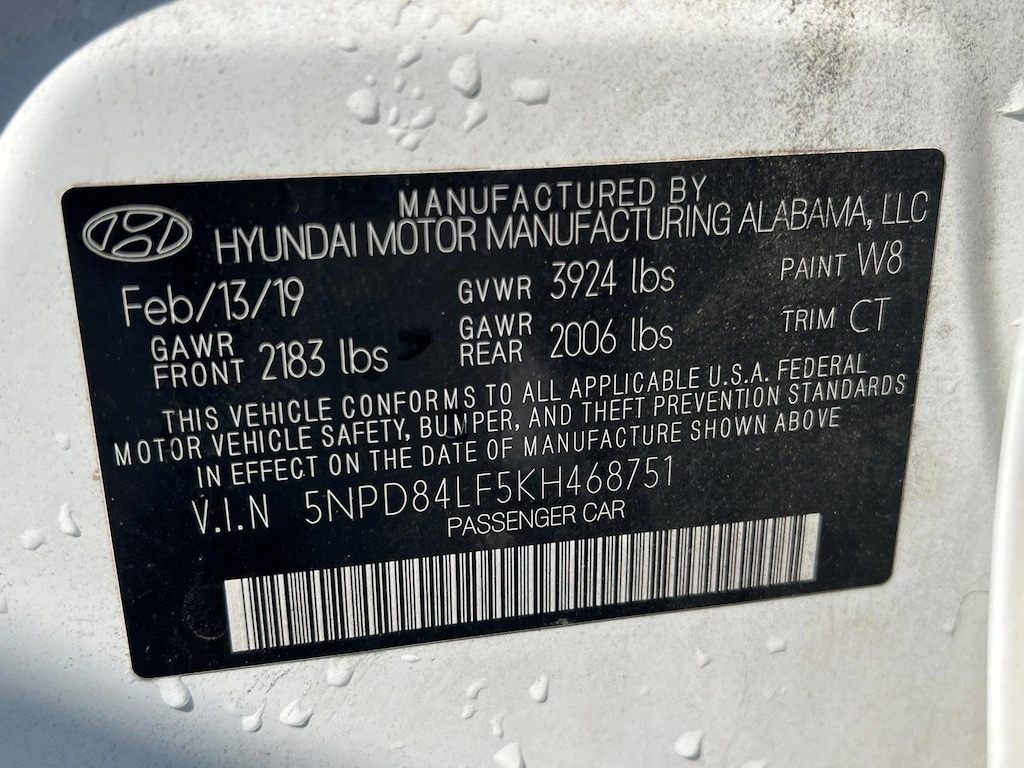 MANUFACTURED BY
HYUNDAI MOTOR MANUFACTURING ALABAMA, LLC
Feb/13/19 GVWR 3924 lbs PAINT W8
GAWR FRONT 2183 lbs GAWR REAR 2006 lbs TRIM CT
THIS VEHICLE CONFORMS TO ALL APPLICABLE U.S.A. FEDERAL
MOTOR VEHICLE SAFETY, BUMPER, AND THEFT PREVENTION STANDARDS
IN EFFECT ON THE DATE OF MANUFACTURE SHOWN ABOVE
V.I.N 5NPD84LF5KH468751
PASSENGER CAR